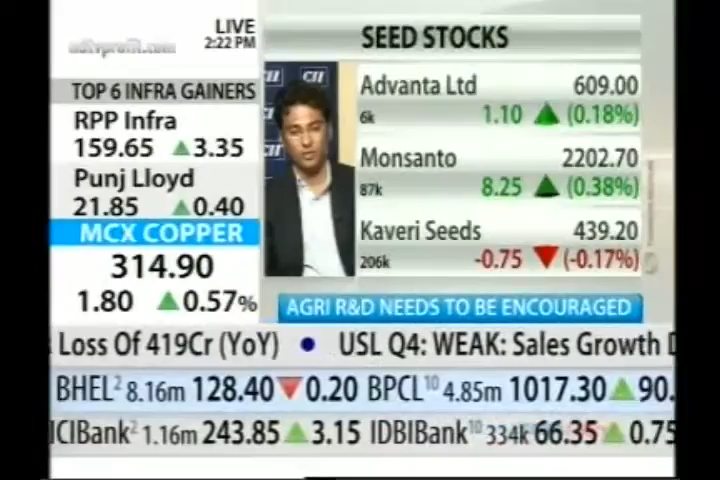 LIVE
2:22 PM
ndtvprofit.com
TOP 6 INFRA GAINERS
RPP Infra
159.65 ▲3.35
Punj Lloyd
21.85 ▲0.40
MCX COPPER
314.90
1.80 ▲0.57%
CII
CII
SEED STOCKS
Advanta Ltd 609.00
6k 1.10 ▲ (0.18%)
Monsanto 2202.70
87k 8.25 ▲ (0.38%)
Kaveri Seeds 439.20
206k -0.75 ▼ (-0.17%)
AGRI R&D NEEDS TO BE ENCOURAGED
Loss Of 419Cr (YoY) ● USL Q4: WEAK: Sales Growth
BHEL² 8.16m 128.40▼0.20 BPCL¹⁰ 4.85m 1017.30▲90.
ICIBank² 1.16m 243.85▲3.15 IDBIBank¹⁰ 334k 66.35▲0.75